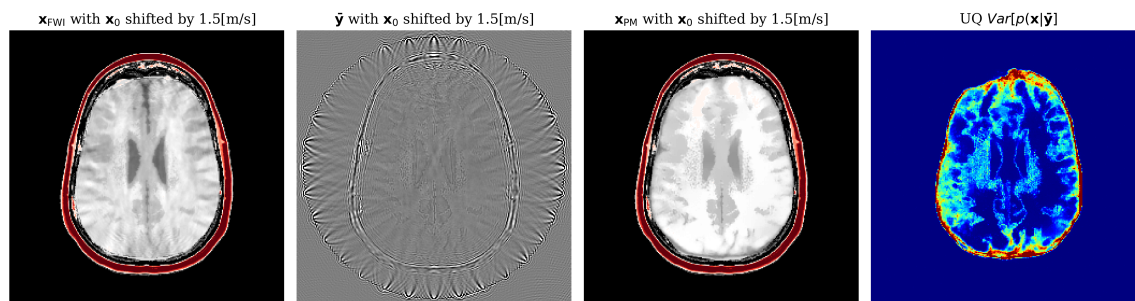 x_FWI with x_0 shifted by 1.5[m/s]
ȳ with x_0 shifted by 1.5[m/s]
x_PM with x_0 shifted by 1.5[m/s]
UQ Var[p(x|ȳ]